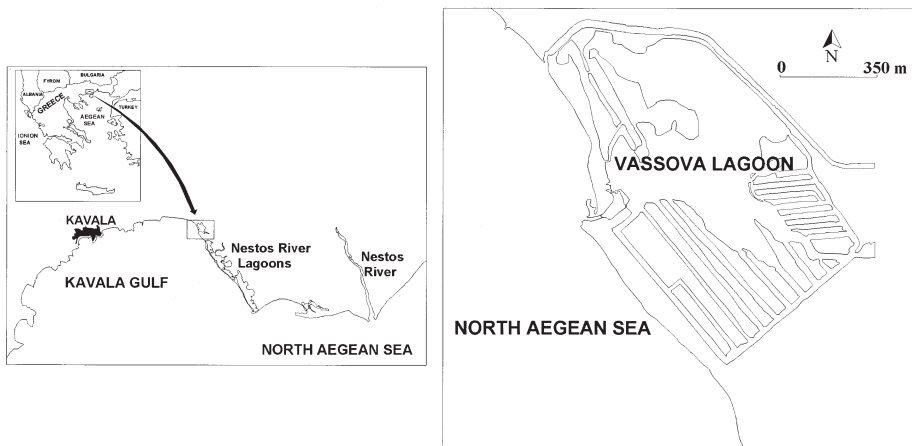 BULGARIA
FYROM
ALBANIA
GREECE
TURKEY
AEGEAN
SEA
IONION
SEA
KAVALA
KAVALA GULF
Nestos River
Lagoons
Nestos
River
NORTH AEGEAN SEA
N
0 350 m
VASSOVA LAGOON
NORTH AEGEAN SEA